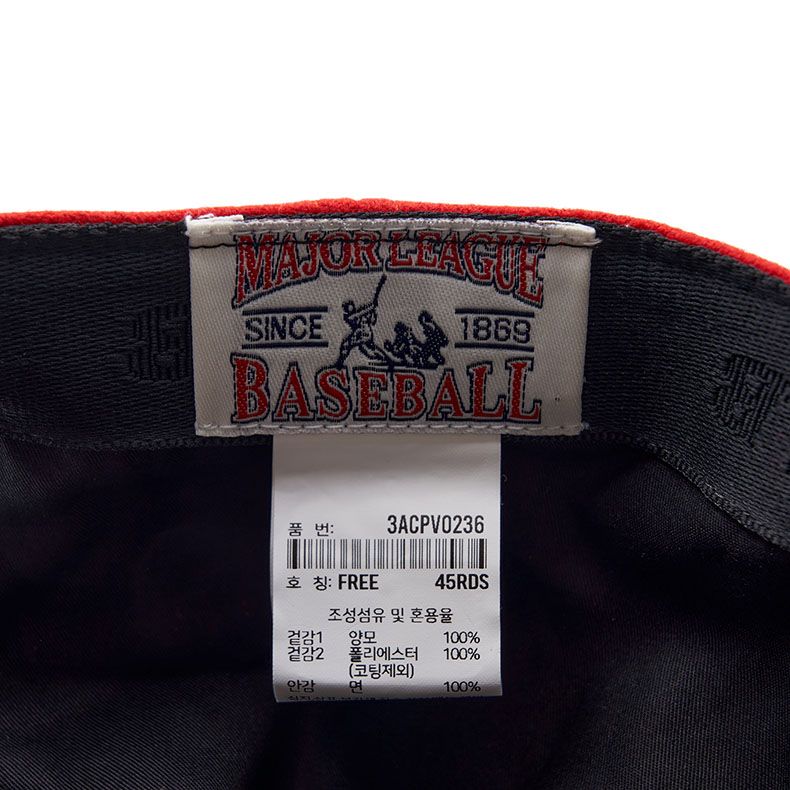 MAJOR LEAGUE
SINCE 1869
BASEBALL
품 번: 3ACPV0236
호 칭: FREE 45RDS
조성섬유 및 혼용율
겉감1 양모 100%
겉감2 폴리에스터 100%
(코팅제외)
안감 면 100%